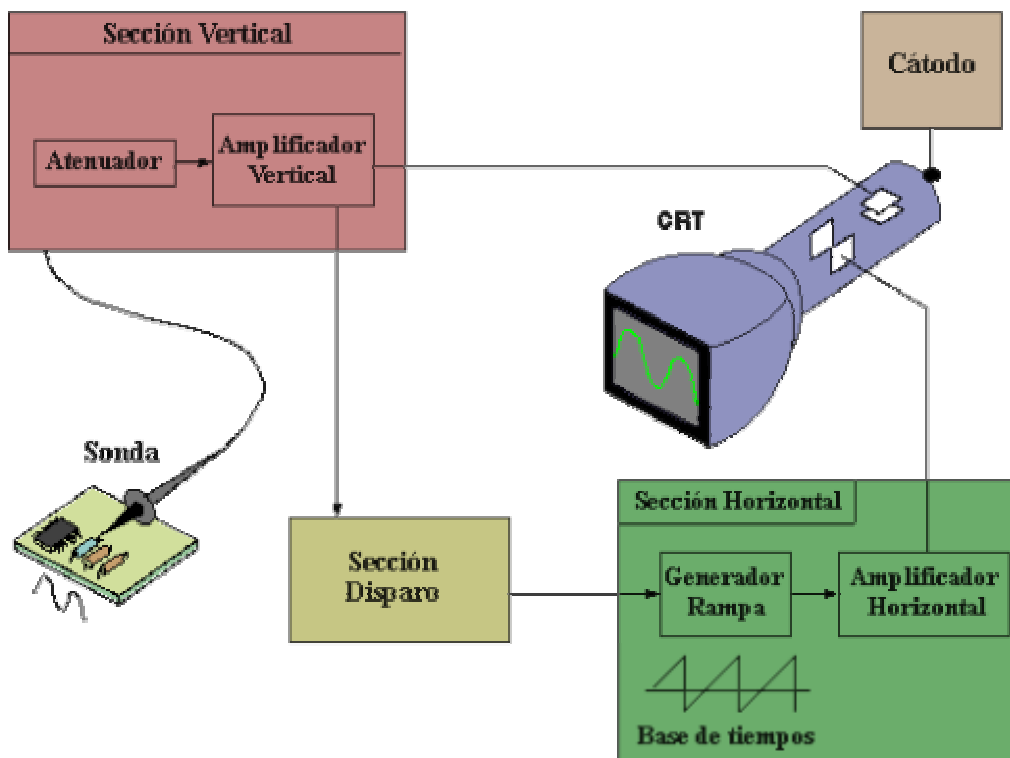 Sección Vertical
Atenuador
Amplificador
Vertical
Cátodo
CRT
Sonda
Sección
Disparo
Sección Horizontal
Generador
Rampa
Amplificador
Horizontal
Base de tiempos